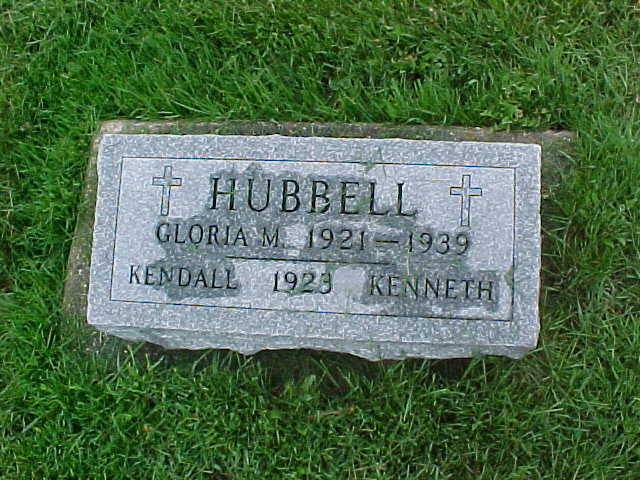 HUBBELL
GLORIA M. 1921—1939
KENDALL 1923 KENNETH